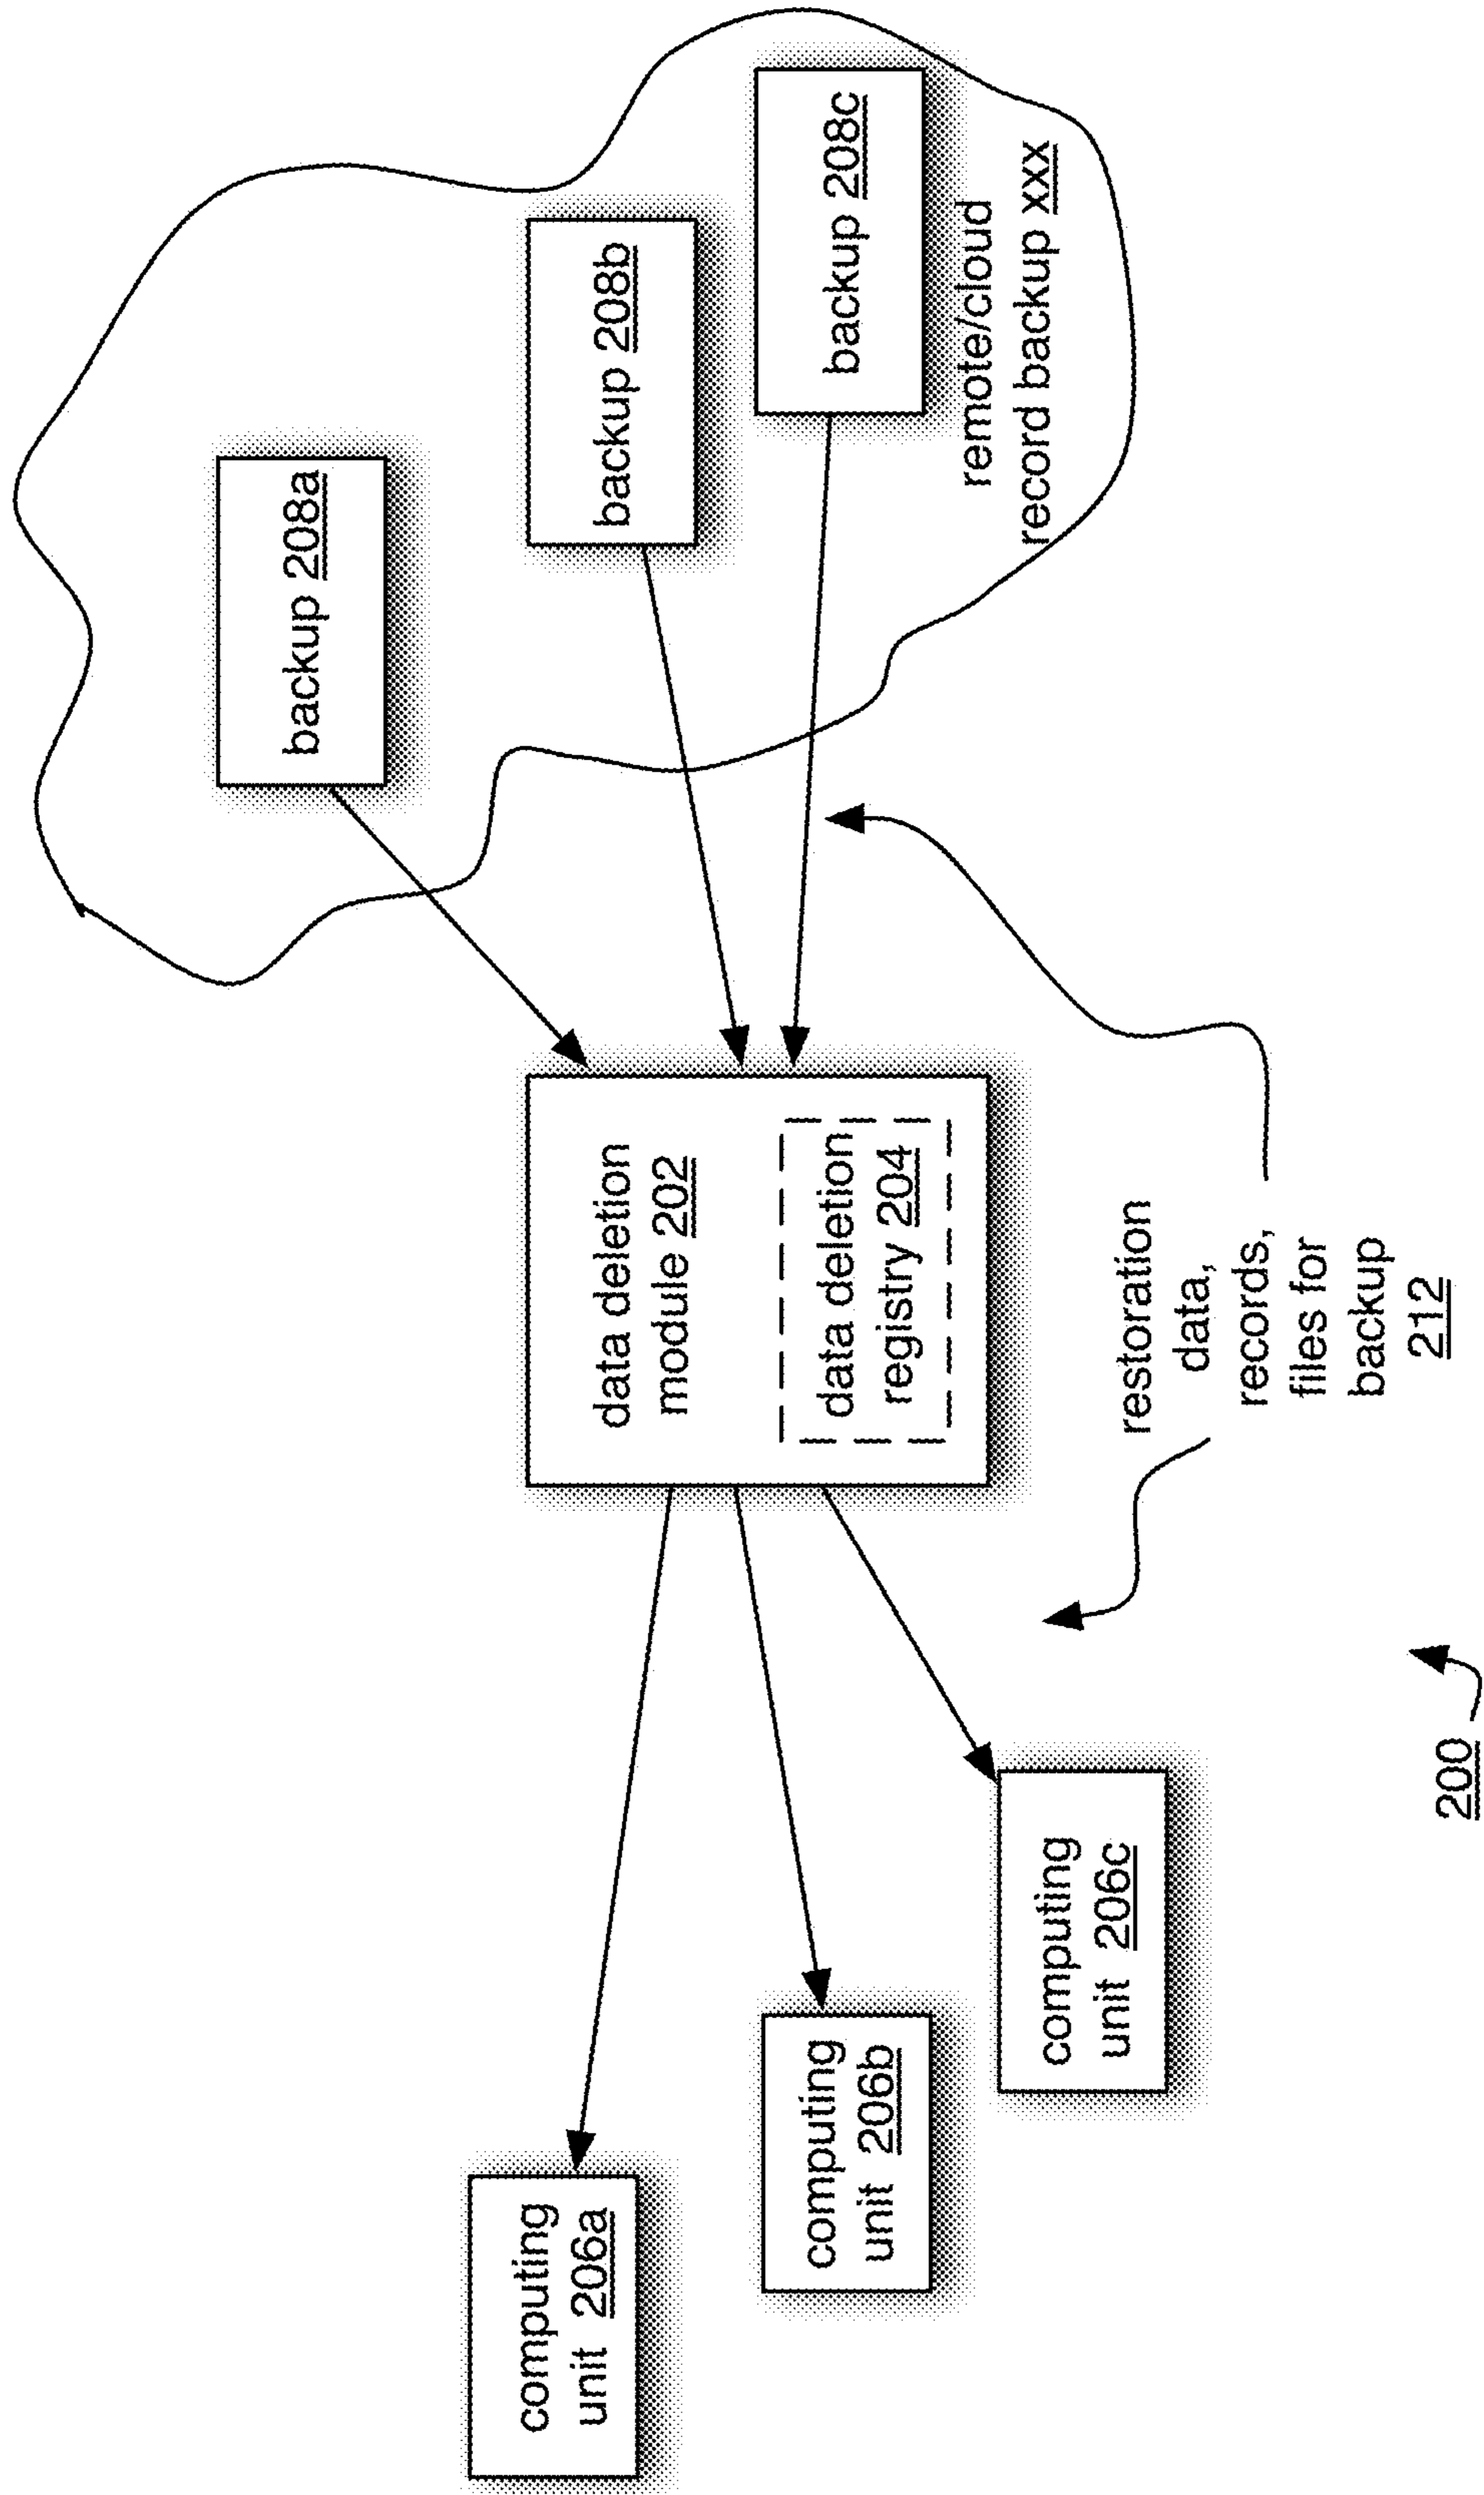 computing
unit 206a
computing
unit 206b
computing
unit 206c
data deletion
module 202
data deletion
registry 204
backup 208a
backup 208b
backup 208c
remote/cloud
record backup xxx
restoration
data,
records,
files for
backup
212
200